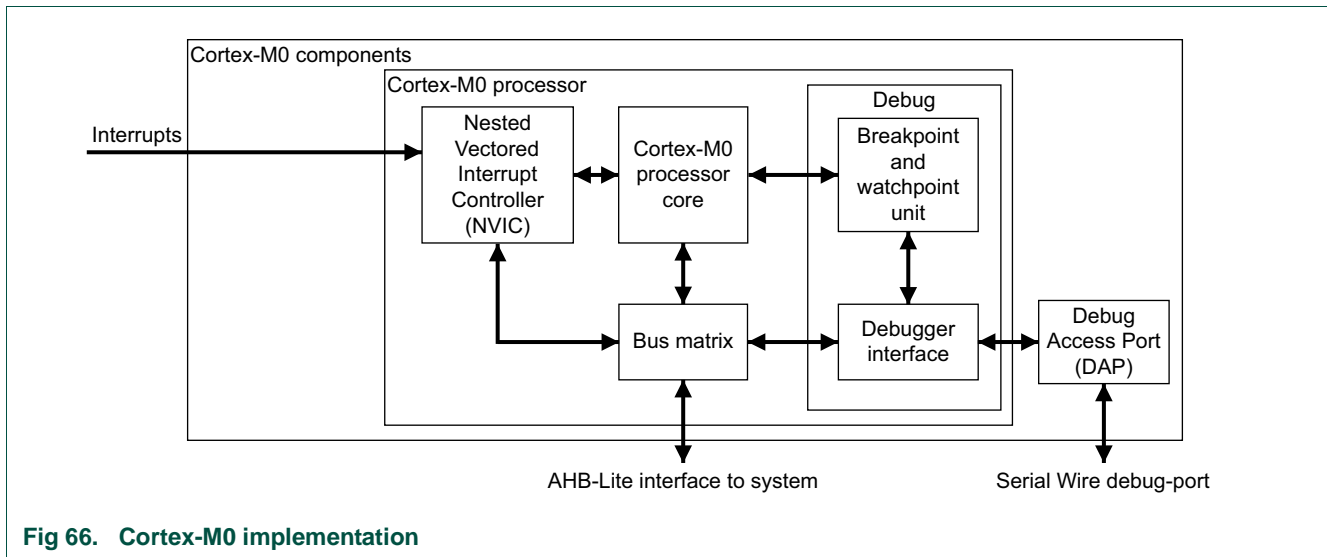 Cortex-M0 components
Cortex-M0 processor
Debug
Interrupts
Nested
Vectored
Interrupt
Controller
(NVIC)
Cortex-M0
processor
core
Breakpoint
and
watchpoint
unit
Bus matrix
Debugger
interface
Debug
Access Port
(DAP)
AHB-Lite interface to system
Serial Wire debug-port
Fig 66. Cortex-M0 implementation